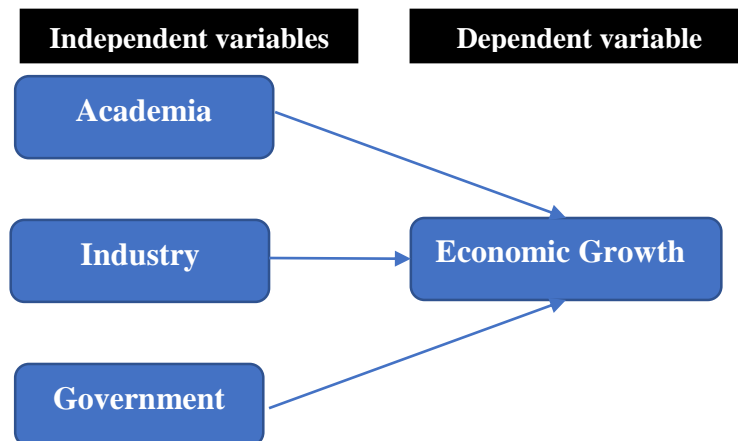 Independent variables
Dependent variable
Academia
Industry
Economic Growth
Government